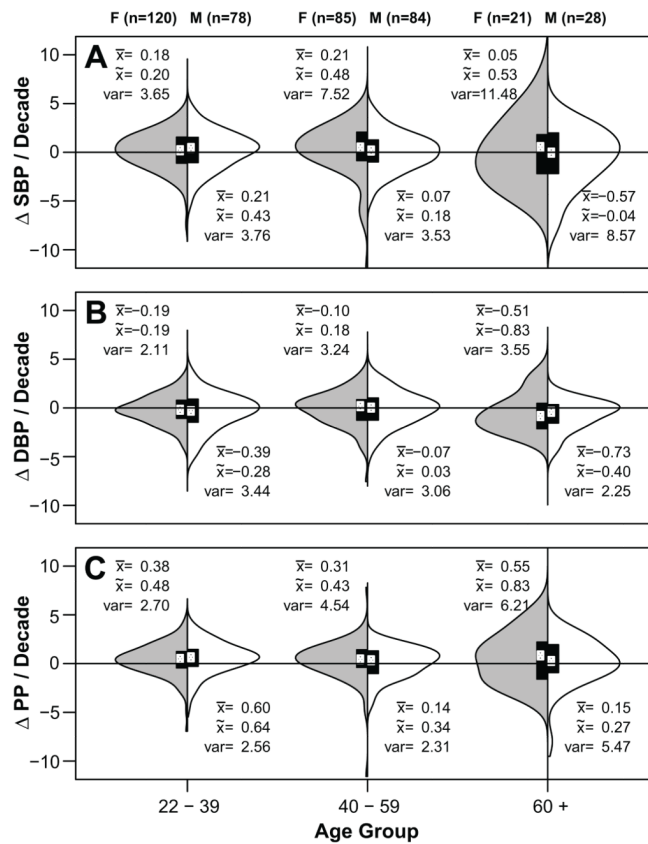 F (n=120) M (n=78) F (n=85) M (n=84) F (n=21) M (n=28)
A
Δ SBP / Decade
10
5
0
−5
−10
x̅= 0.18
x̃= 0.20
var= 3.65
x̅= 0.21
x̃= 0.43
var= 3.76
x̅= 0.21
x̃= 0.48
var= 7.52
x̅= 0.07
x̃= 0.18
var= 3.53
x̅= 0.05
x̃= 0.53
var=11.48
x̅=−0.57
x̃=−0.04
var= 8.57
B
Δ DBP / Decade
10
5
0
−5
−10
x̅=−0.19
x̃=−0.19
var= 2.11
x̅=−0.39
x̃=−0.28
var= 3.44
x̅=−0.10
x̃= 0.18
var= 3.24
x̅=−0.07
x̃= 0.03
var= 3.06
x̅=−0.51
x̃=−0.83
var= 3.55
x̅=−0.73
x̃=−0.40
var= 2.25
C
Δ PP / Decade
10
5
0
−5
−10
x̅= 0.38
x̃= 0.48
var= 2.70
x̅= 0.60
x̃= 0.64
var= 2.56
x̅= 0.31
x̃= 0.43
var= 4.54
x̅= 0.14
x̃= 0.34
var= 2.31
x̅= 0.55
x̃= 0.83
var= 6.21
x̅= 0.15
x̃= 0.27
var= 5.47
22 − 39 40 − 59 60 +
Age Group